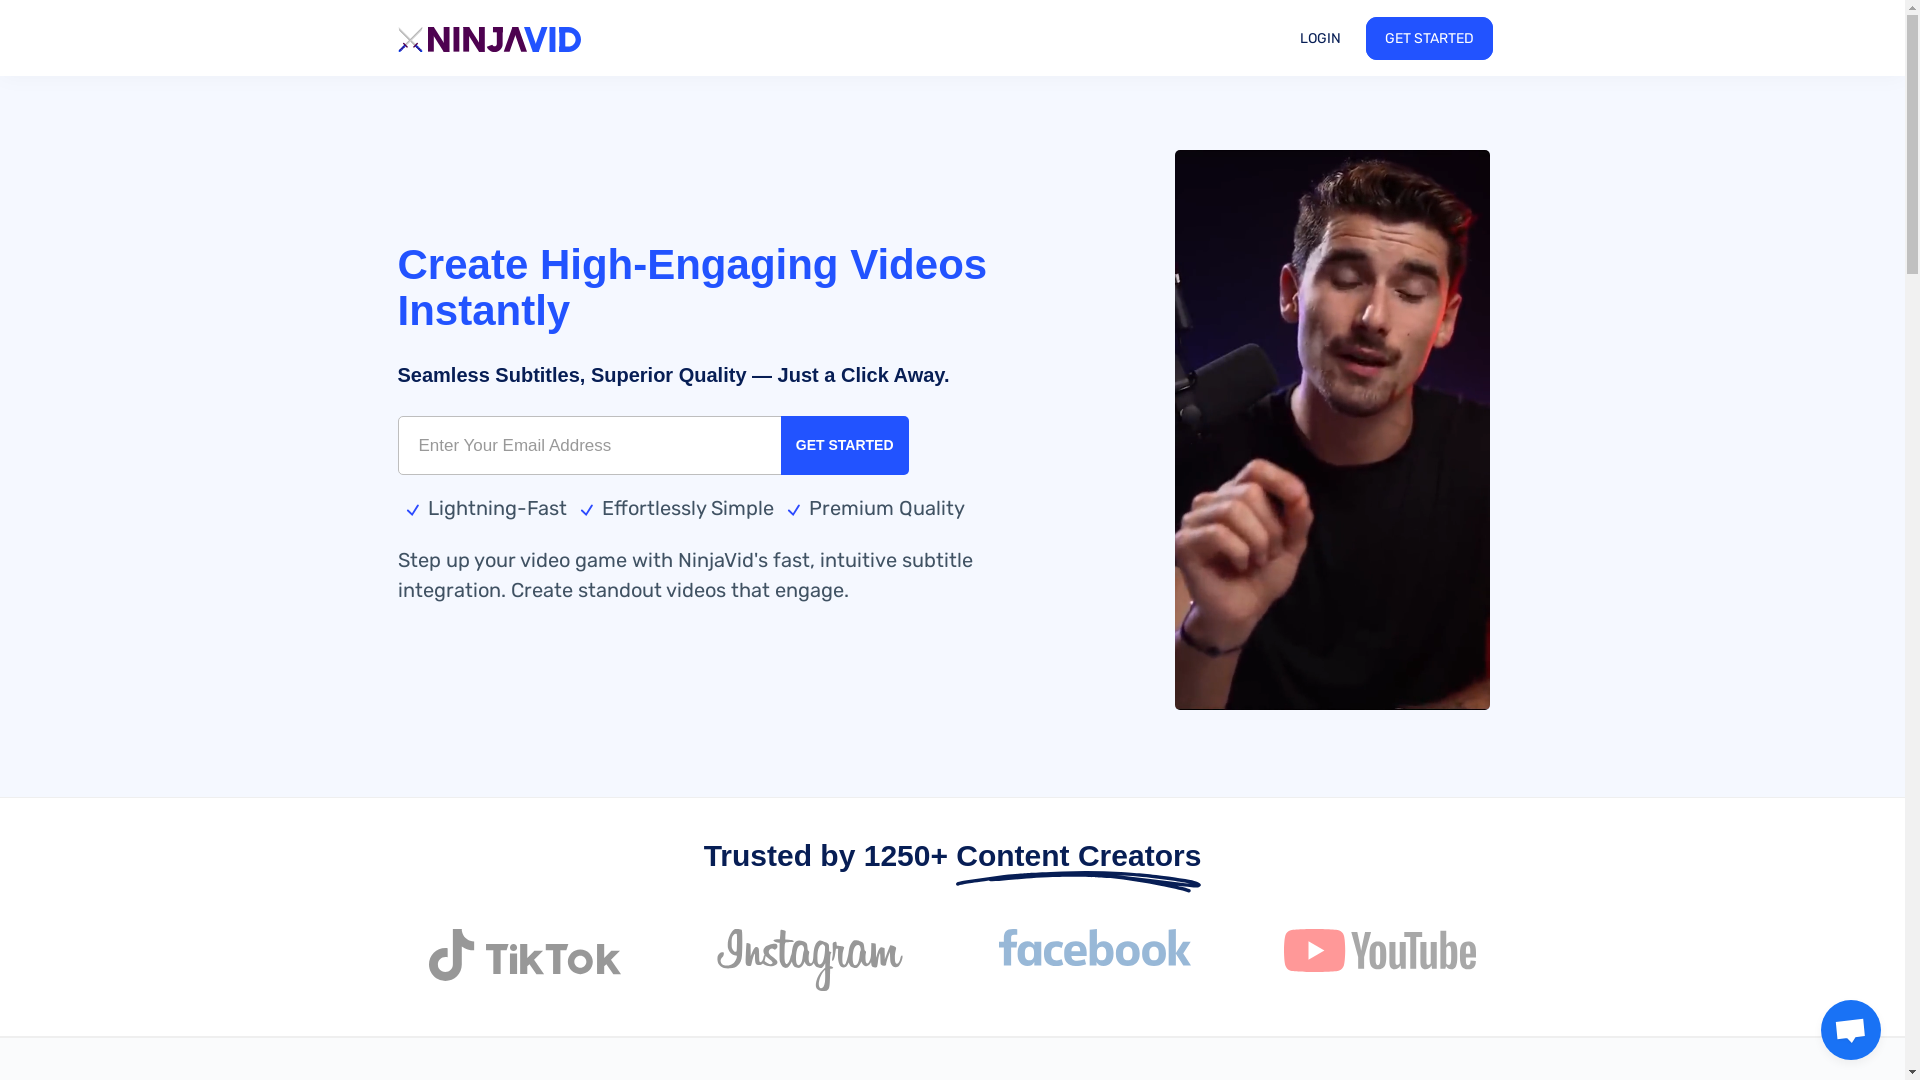 NINJAVID
LOGIN
GET STARTED
Create High-Engaging Videos
Instantly
Seamless Subtitles, Superior Quality — Just a Click Away.
Enter Your Email Address
GET STARTED
Lightning-Fast
Effortlessly Simple
Premium Quality
Step up your video game with NinjaVid's fast, intuitive subtitle
integration. Create standout videos that engage.
Trusted by 1250+ Content Creators
TikTok
Instagram
facebook
YouTube